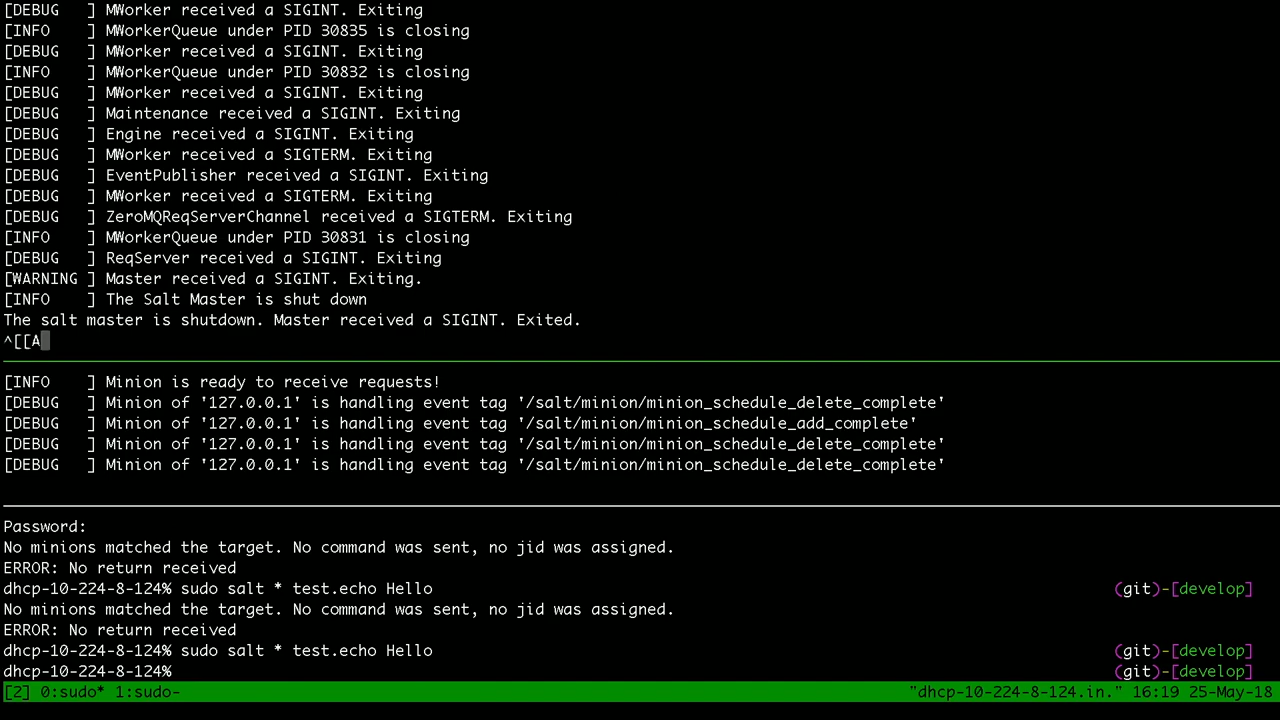 [DEBUG   ] MWorker received a SIGINT. Exiting
[INFO    ] MWorkerQueue under PID 30835 is closing
[DEBUG   ] MWorker received a SIGINT. Exiting
[INFO    ] MWorkerQueue under PID 30832 is closing
[DEBUG   ] MWorker received a SIGINT. Exiting
[DEBUG   ] Maintenance received a SIGINT. Exiting
[DEBUG   ] Engine received a SIGINT. Exiting
[DEBUG   ] MWorker received a SIGTERM. Exiting
[DEBUG   ] EventPublisher received a SIGINT. Exiting
[DEBUG   ] MWorker received a SIGTERM. Exiting
[DEBUG   ] ZeroMQReqServerChannel received a SIGTERM. Exiting
[INFO    ] MWorkerQueue under PID 30831 is closing
[DEBUG   ] ReqServer received a SIGINT. Exiting
[WARNING ] Master received a SIGINT. Exiting.
[INFO    ] The Salt Master is shut down
The salt master is shutdown. Master received a SIGINT. Exited.
^[[A
[INFO    ] Minion is ready to receive requests!
[DEBUG   ] Minion of '127.0.0.1' is handling event tag '/salt/minion/minion_schedule_delete_complete'
[DEBUG   ] Minion of '127.0.0.1' is handling event tag '/salt/minion/minion_schedule_add_complete'
[DEBUG   ] Minion of '127.0.0.1' is handling event tag '/salt/minion/minion_schedule_delete_complete'
[DEBUG   ] Minion of '127.0.0.1' is handling event tag '/salt/minion/minion_schedule_delete_complete'
Password:
No minions matched the target. No command was sent, no jid was assigned.
ERROR: No return received
dhcp-10-224-8-124% sudo salt * test.echo Hello (git)-[develop]
No minions matched the target. No command was sent, no jid was assigned.
ERROR: No return received
dhcp-10-224-8-124% sudo salt * test.echo Hello (git)-[develop]
dhcp-10-224-8-124% (git)-[develop]
[2] 0:sudo* 1:sudo- "dhcp-10-224-8-124.in." 16:19 25-May-18